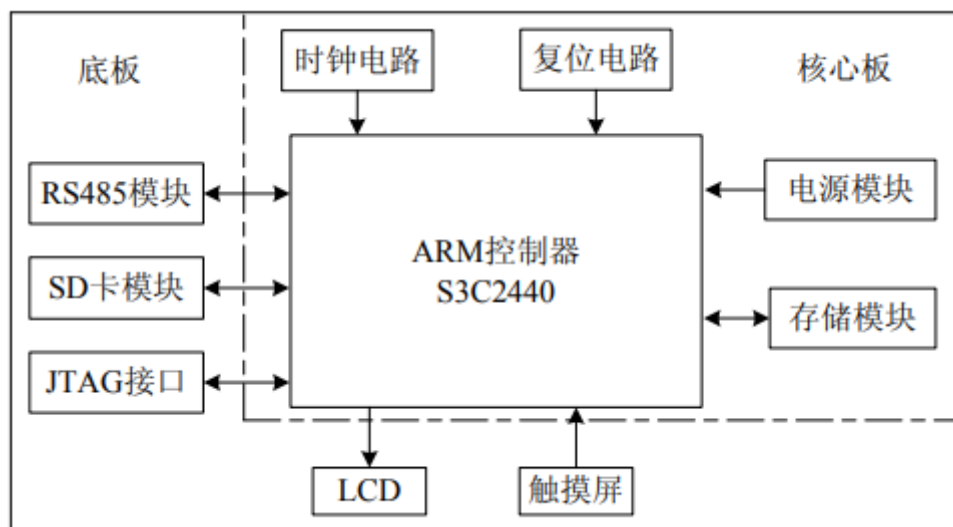 底板
时钟电路
复位电路
核心板
RS485模块
电源模块
ARM控制器
S3C2440
SD卡模块
存储模块
JTAG接口
LCD
触摸屏